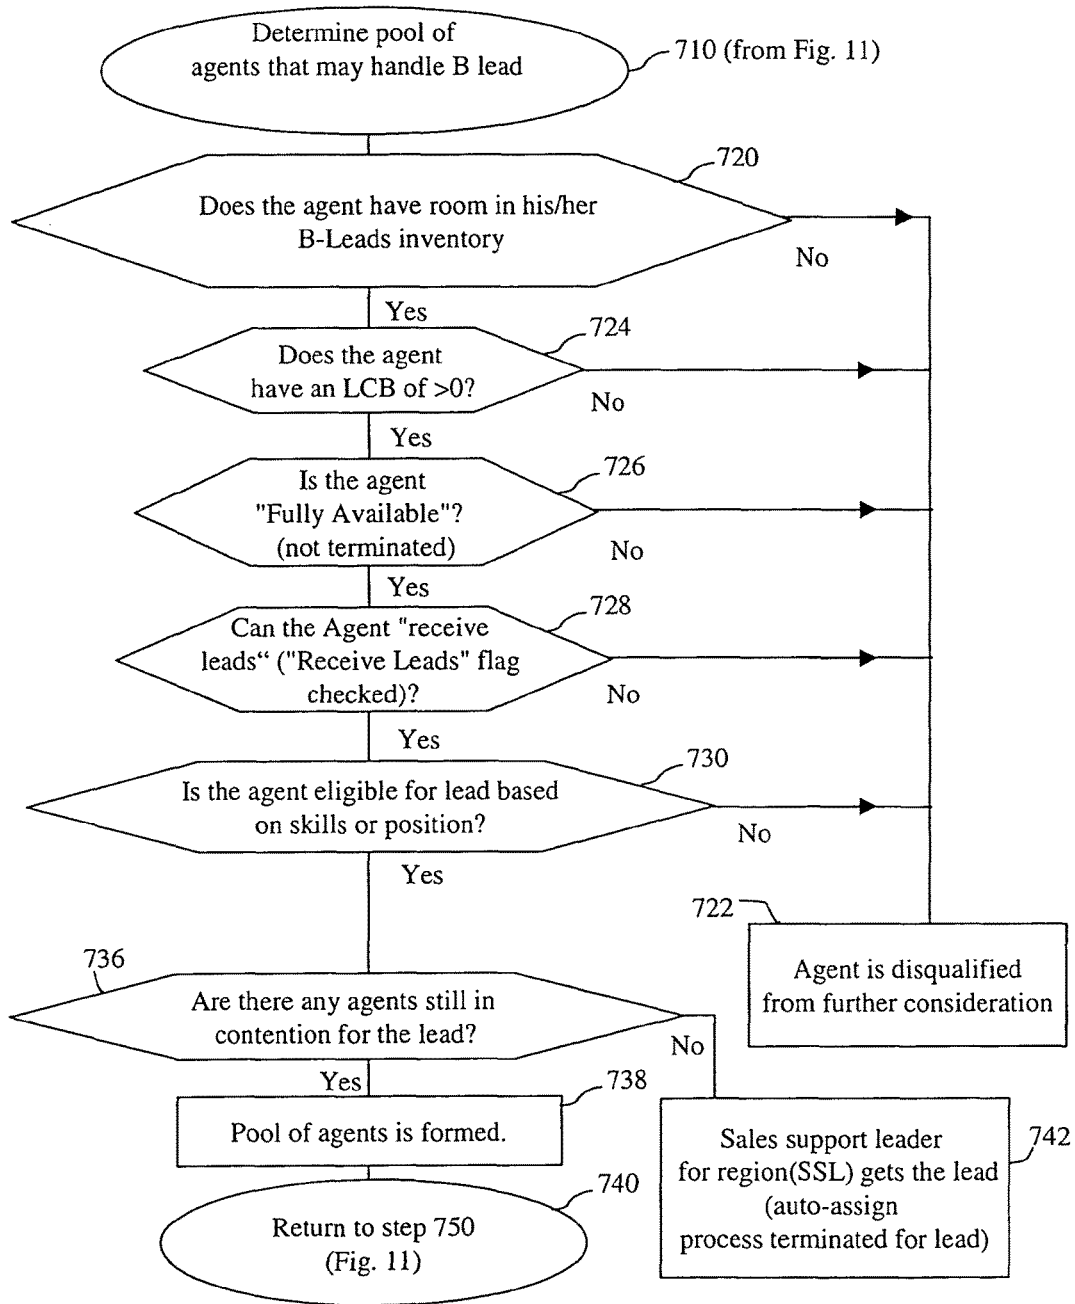 Determine pool of
agents that may handle B lead
710 (from Fig. 11)
720
Does the agent have room in his/her
B-Leads inventory
No
Yes
724
Does the agent
have an LCB of >0?
No
Yes
726
Is the agent
"Fully Available"?
(not terminated)
No
Yes
728
Can the Agent "receive
leads“ ("Receive Leads" flag
checked)?
No
Yes
730
Is the agent eligible for lead based
on skills or position?
No
Yes
722
Agent is disqualified
from further consideration
736
Are there any agents still in
contention for the lead?
No
Yes
738
Pool of agents is formed.
740
Return to step 750
(Fig. 11)
742
Sales support leader
for region(SSL) gets the lead
(auto-assign
process terminated for lead)